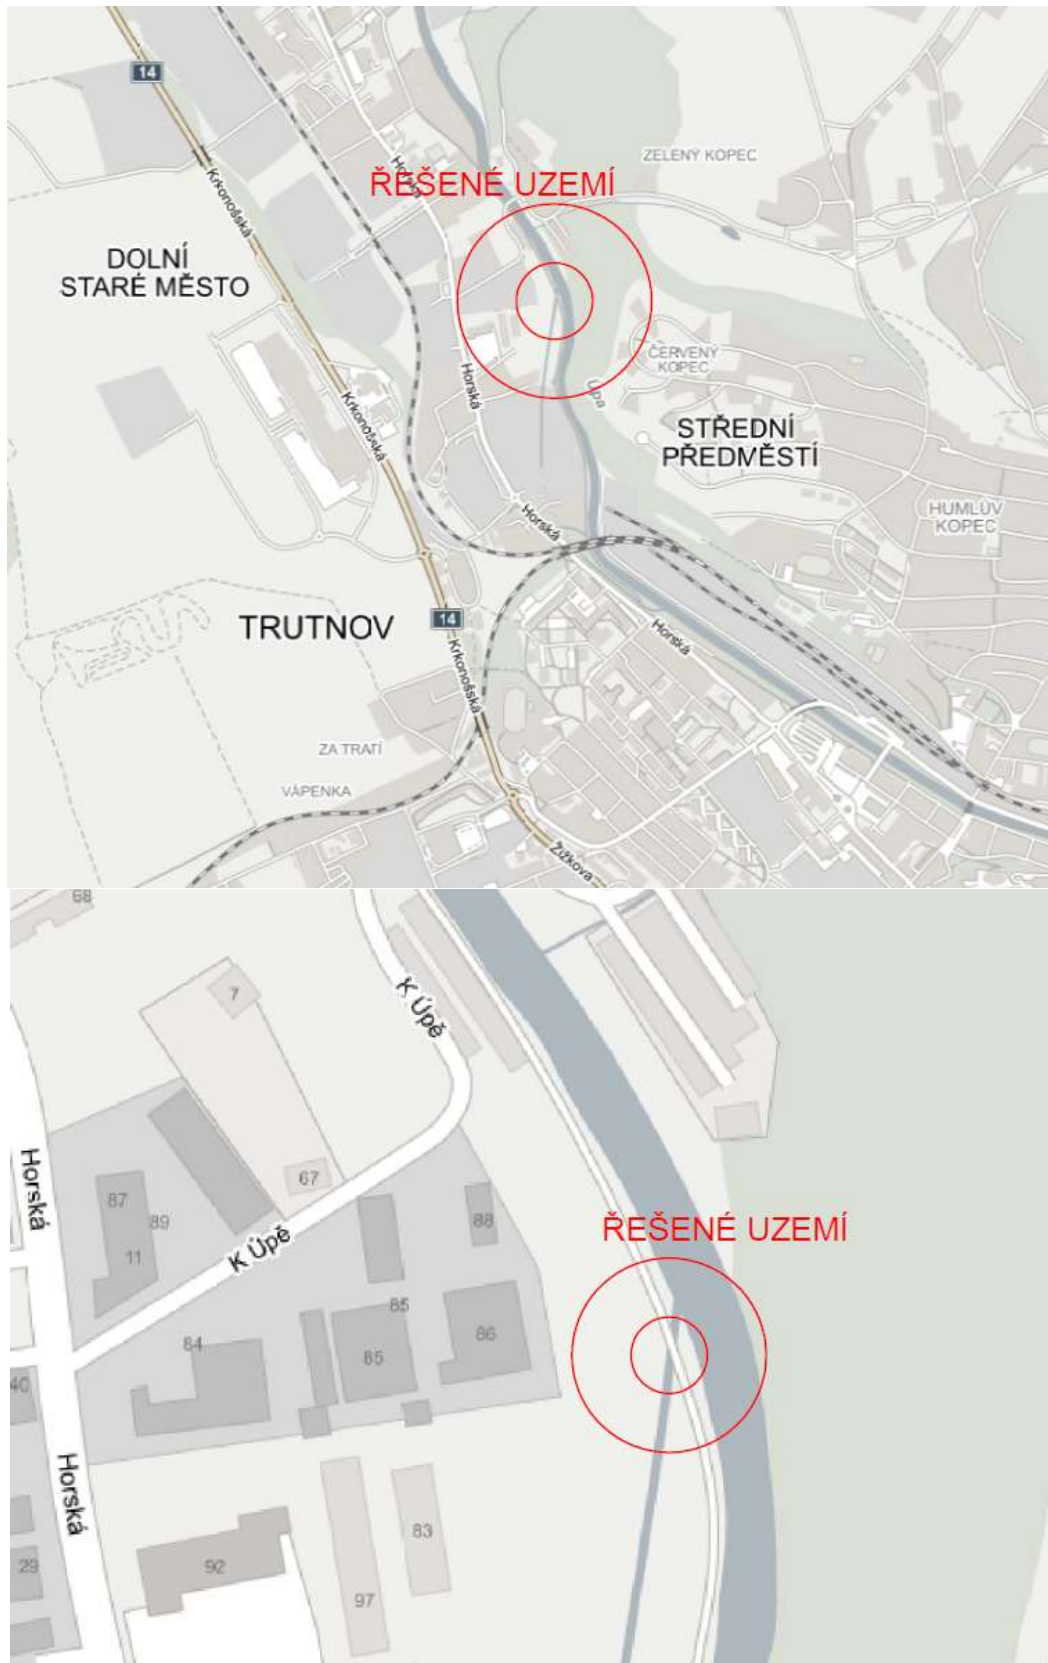 14
Krkonošská
Horská
ŘEŠENÉ UZEMÍ
ZELENÝ KOPEC
DOLNÍ
STARÉ MĚSTO
Horská
ČERVENÝ
KOPEC
Úpa
Krkonošská
STŘEDNÍ
PŘEDMĚSTÍ
HUMLŮV
KOPEC
Horská
TRUTNOV
14
Horská
Krkonošská
ZA TRATÍ
VÁPENKA
Žižkova
68
7
K Úpě
Horská
67
87
89
11
88
K Úpě
ŘEŠENÉ UZEMÍ
85
84
86
85
40
Horská
83
29
92
97